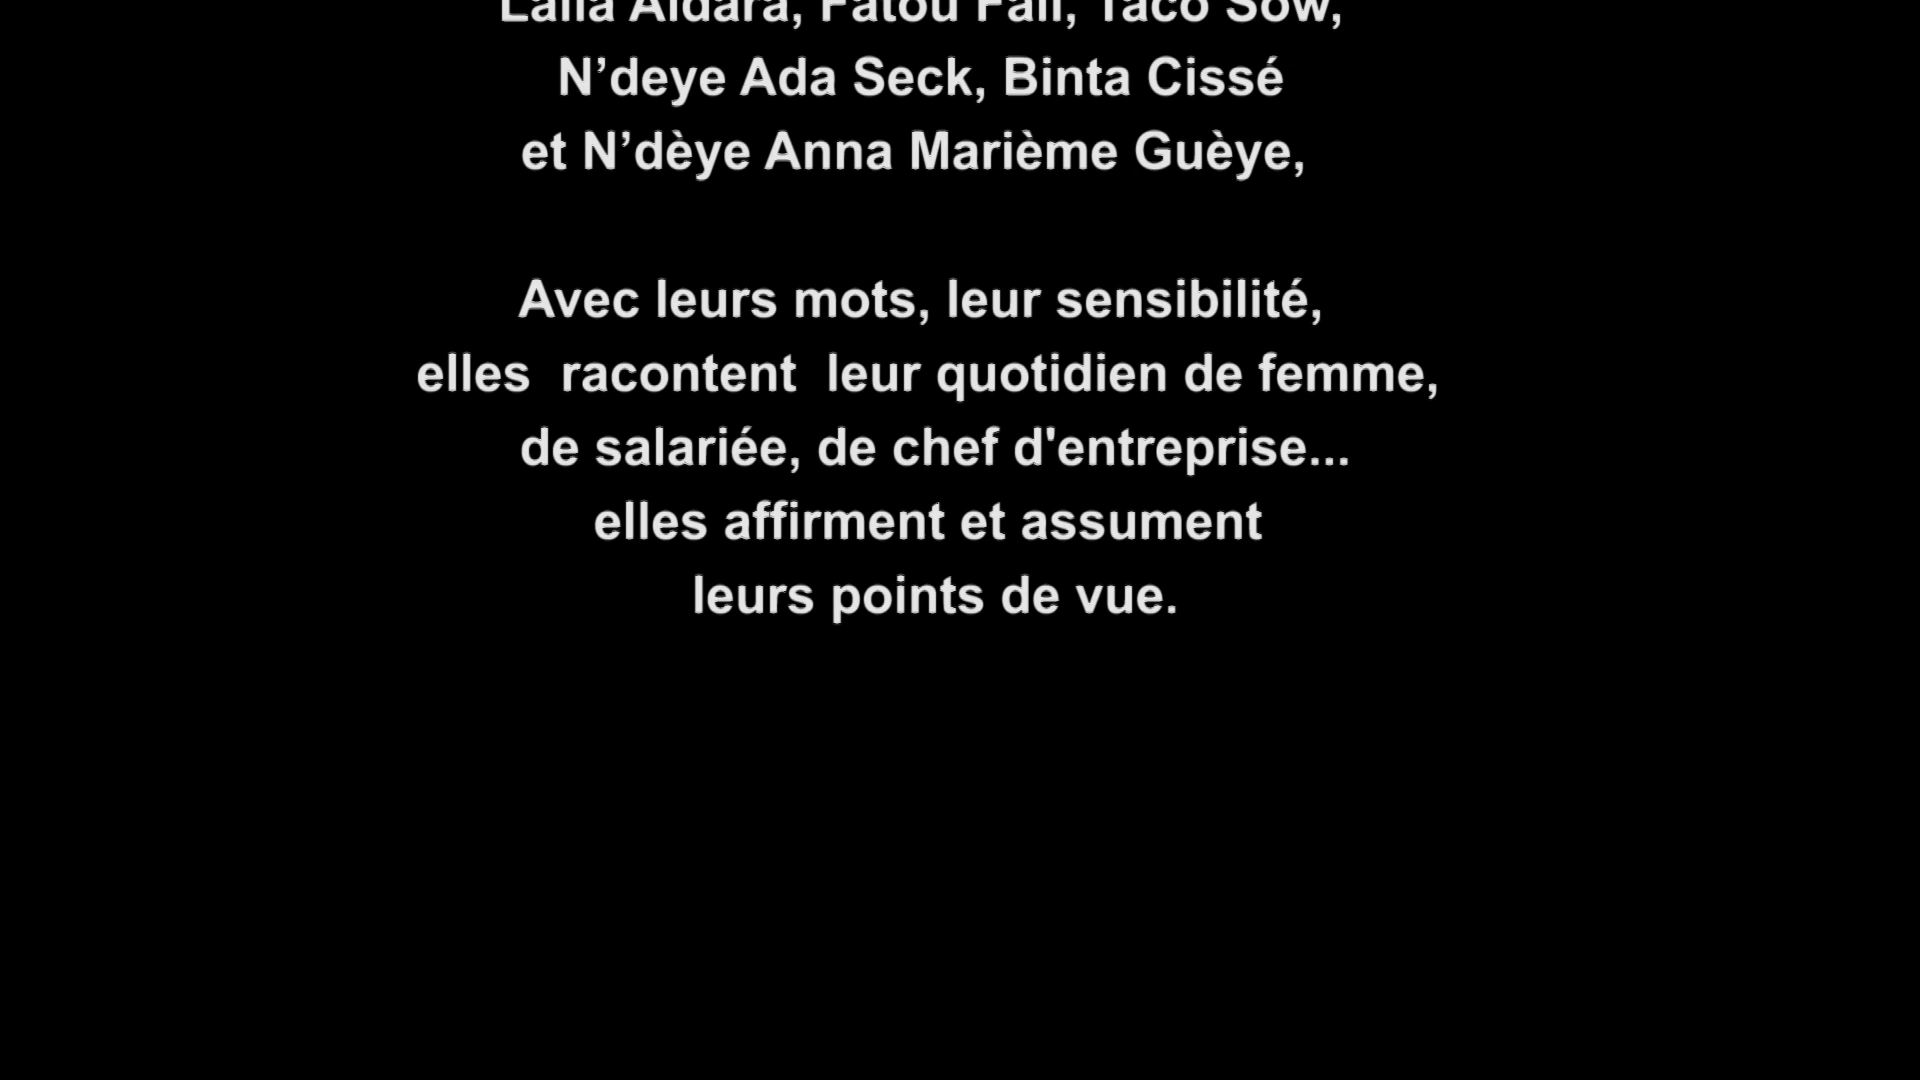 Aïdara, Fatou Fall, Taco Sow,
N’deye Ada Seck, Binta Cissé
et N’dèye Anna Marième Guèye,
Avec leurs mots, leur sensibilité,
elles racontent leur quotidien de femme,
de salariée, de chef d'entreprise...
elles affirment et assument
leurs points de vue.